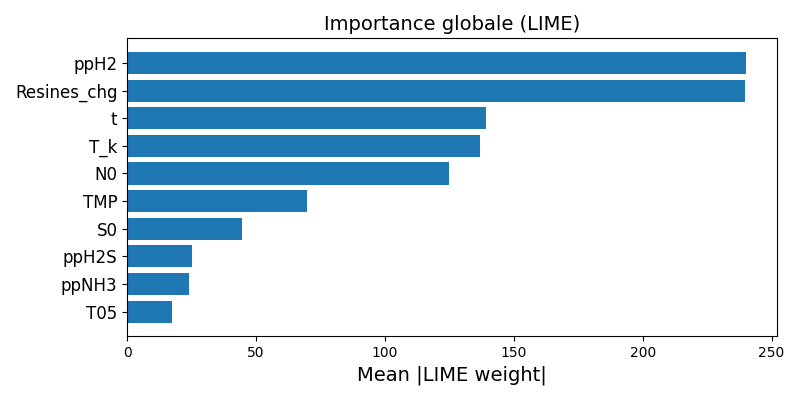 Importance globale (LIME)
ppH2
Resines_chg
t
T_k
N0
TMP
S0
ppH2S
ppNH3
T05
0 50 100 150 200 250
Mean |LIME weight|